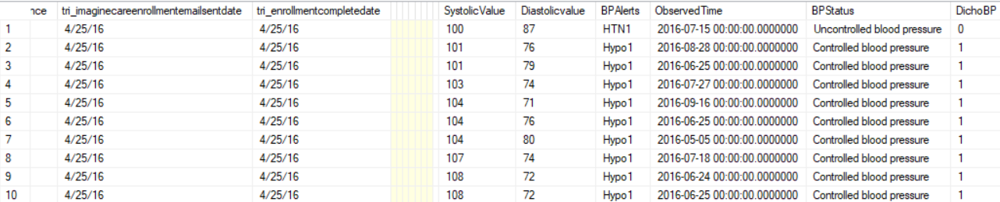 nce tri_imaginecareenrollmentemailsentdate tri_enrollmentcompletedate SystolicValue Diastolicvalue BPAlerts ObservedTime BPStatus DichoBP
1 4/25/16 4/25/16 100 87 HTN1 2016-07-15 00:00:00.0000000 Uncontrolled blood pressure 0
2 4/25/16 4/25/16 101 76 Hypo1 2016-08-28 00:00:00.0000000 Controlled blood pressure 1
3 4/25/16 4/25/16 101 79 Hypo1 2016-06-25 00:00:00.0000000 Controlled blood pressure 1
4 4/25/16 4/25/16 103 74 Hypo1 2016-07-27 00:00:00.0000000 Controlled blood pressure 1
5 4/25/16 4/25/16 104 71 Hypo1 2016-09-16 00:00:00.0000000 Controlled blood pressure 1
6 4/25/16 4/25/16 104 76 Hypo1 2016-06-25 00:00:00.0000000 Controlled blood pressure 1
7 4/25/16 4/25/16 104 80 Hypo1 2016-05-05 00:00:00.0000000 Controlled blood pressure 1
8 4/25/16 4/25/16 107 74 Hypo1 2016-07-18 00:00:00.0000000 Controlled blood pressure 1
9 4/25/16 4/25/16 108 72 Hypo1 2016-06-24 00:00:00.0000000 Controlled blood pressure 1
10 4/25/16 4/25/16 108 72 Hypo1 2016-06-25 00:00:00.0000000 Controlled blood pressure 1